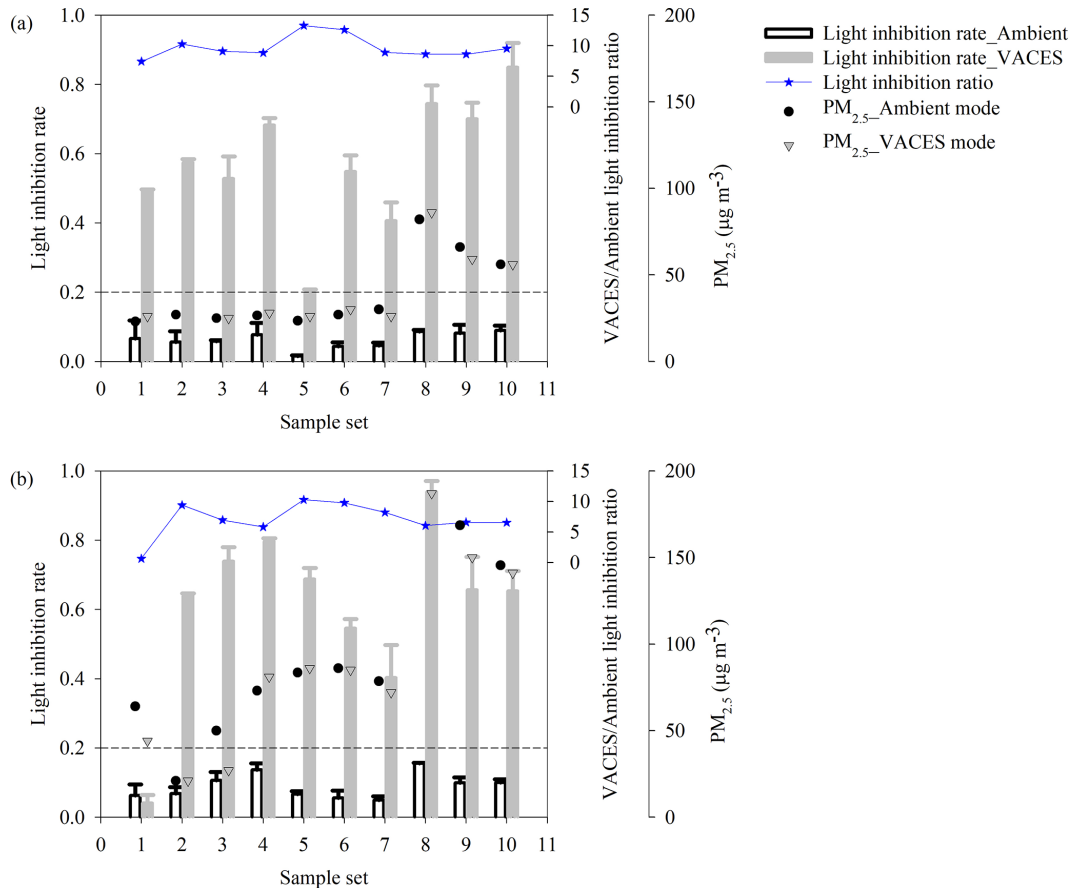 (a)
1.0
0.8
0.6
0.4
0.2
0.0
Light inhibition rate
0 1 2 3 4 5 6 7 8 9 10 11
Sample set
15
10
5
0
VACES/Ambient light inhibition ratio
200
150
100
50
0
PM2.5 (μg m-3)
Light inhibition rate_Ambient
Light inhibition rate_VACES
Light inhibition ratio
PM2.5_Ambient mode
PM2.5_VACES mode
(b)
1.0
0.8
0.6
0.4
0.2
0.0
Light inhibition rate
0 1 2 3 4 5 6 7 8 9 10 11
Sample set
15
10
5
0
VACES/Ambient light inhibition ratio
200
150
100
50
0
PM2.5 (μg m-3)